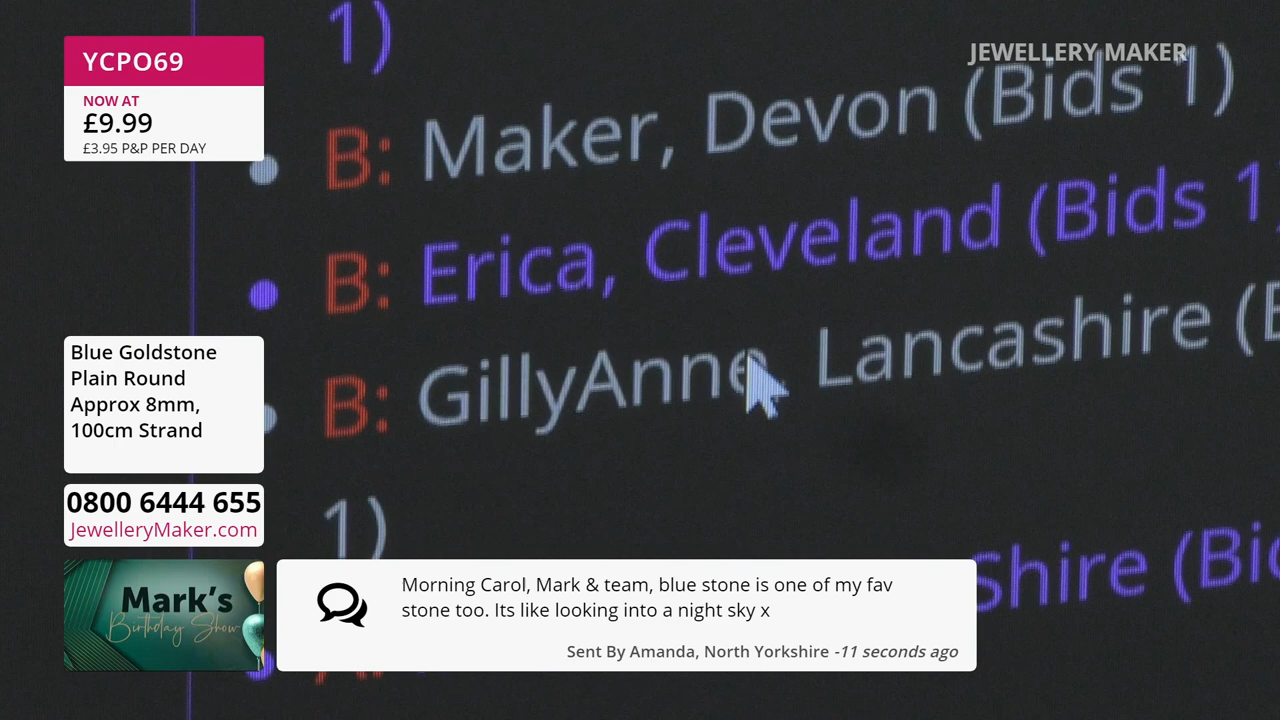 YCPO69
NOW AT
£9.99
£3.95 P&P PER DAY
JEWELLERY MAKER
1)
B: Maker, Devon (Bids 1)
B: Erica, Cleveland (Bids 1
B: GillyAnne, Lancashire (B
1)
Shire (Bid
Blue Goldstone
Plain Round
Approx 8mm,
100cm Strand
0800 6444 655
JewelleryMaker.com
Mark's
Birthday Show
Morning Carol, Mark & team, blue stone is one of my fav
stone too. Its like looking into a night sky x
Sent By Amanda, North Yorkshire -11 seconds ago